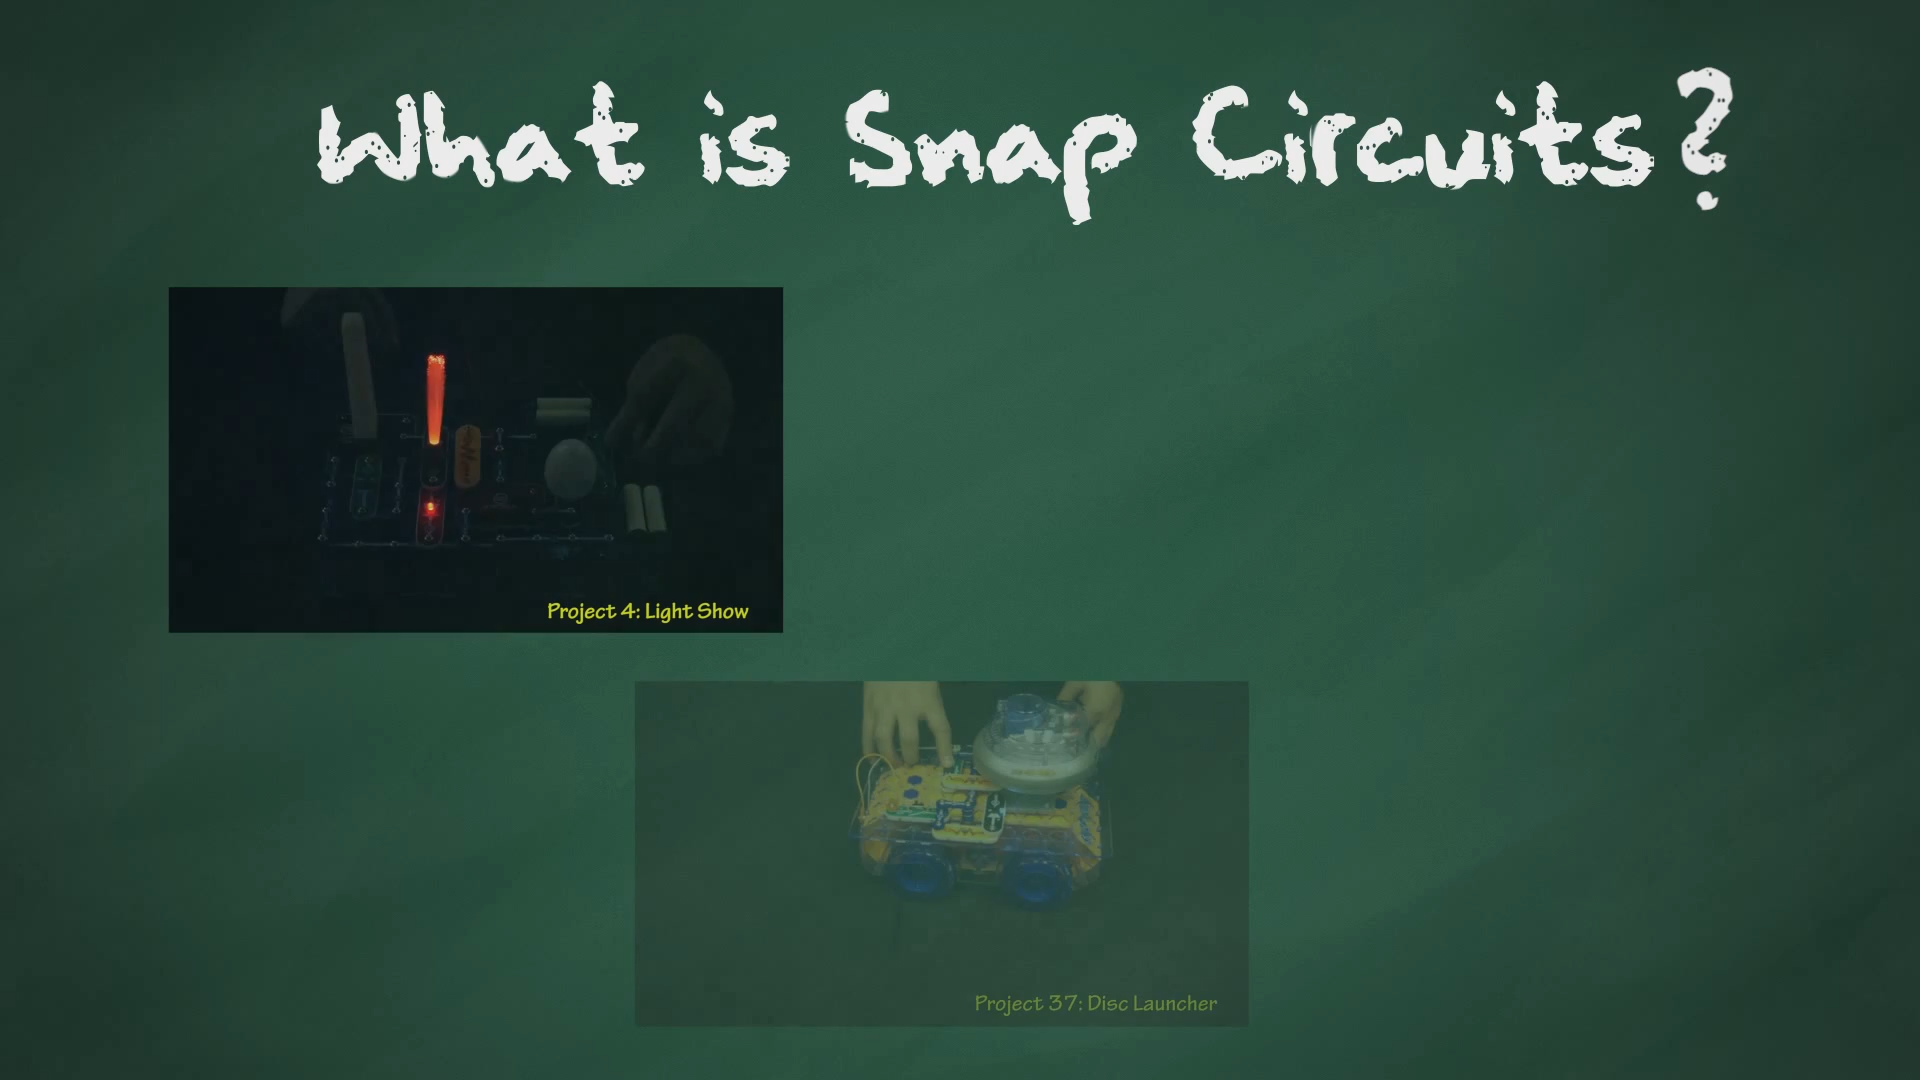 What is Snap Circuits?
Project 4: Light Show
Project 37: Disc Launcher